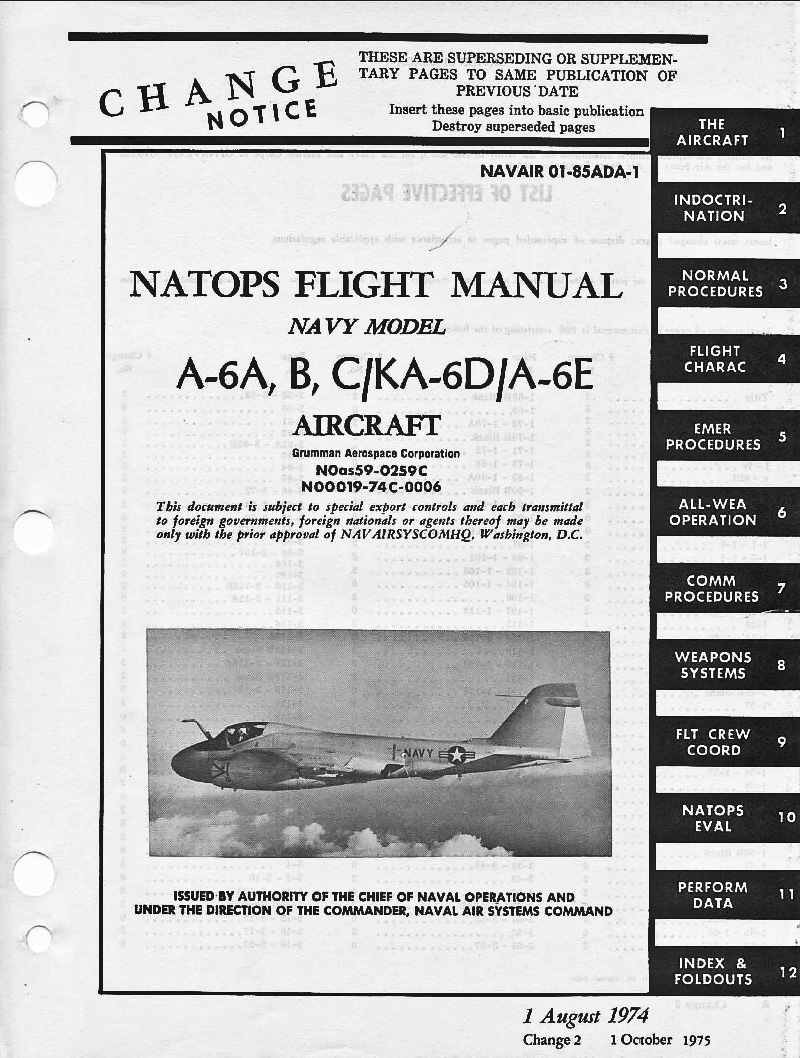 CHANGE
NOTICE
THESE ARE SUPERSEDING OR SUPPLEMEN-
TARY PAGES TO SAME PUBLICATION OF
PREVIOUS DATE
Insert these pages into basic publication
Destroy superseded pages
NAVAIR 01-85ADA-1
NATOPS FLIGHT MANUAL
NAVY MODEL
A-6A, B, C/KA-6D/A-6E
AIRCRAFT
Grumman Aerospace Corporation
NOas59-0259C
N00019-74C-0006
This document is subject to special export controls and each transmittal
to foreign governments, foreign nationals or agents thereof may be made
only with the prior approval of NAVAIRSYSCOMHQ, Washington, D.C.
NAVY
ISSUED BY AUTHORITY OF THE CHIEF OF NAVAL OPERATIONS AND
UNDER THE DIRECTION OF THE COMMANDER, NAVAL AIR SYSTEMS COMMAND
THE
AIRCRAFT 1
INDOCTRI-
NATION 2
NORMAL
PROCEDURES 3
FLIGHT
CHARAC 4
EMER
PROCEDURES 5
ALL-WEA
OPERATION 6
COMM
PROCEDURES 7
WEAPONS
SYSTEMS 8
FLT CREW
COORD 9
NATOPS
EVAL 10
PERFORM
DATA 11
INDEX &
FOLDOUTS 12
1 August 1974
Change 2 1 October 1975